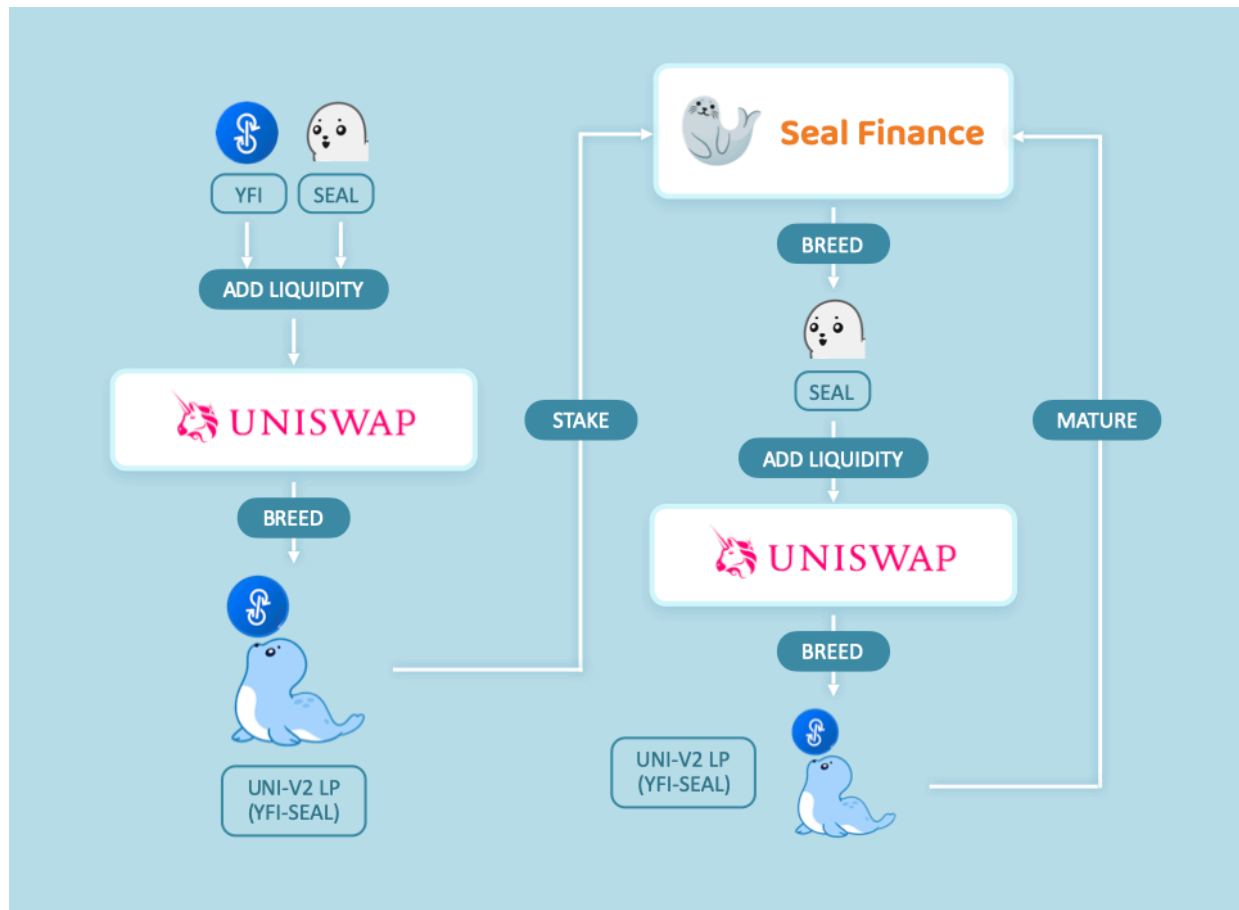 YFI
SEAL
ADD LIQUIDITY
UNISWAP
BREED
UNI-V2 LP
(YFI-SEAL)
STAKE
Seal Finance
BREED
SEAL
ADD LIQUIDITY
UNISWAP
BREED
UNI-V2 LP
(YFI-SEAL)
MATURE